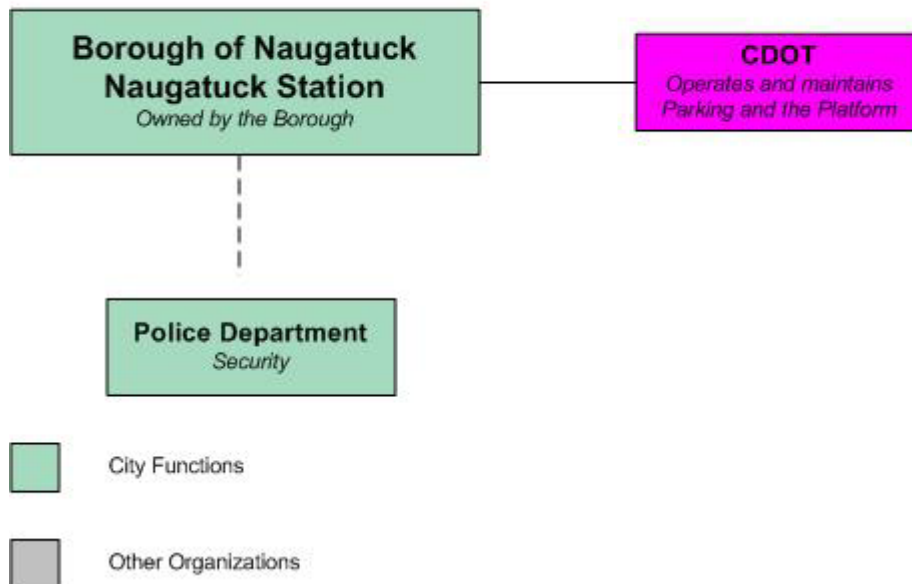 Borough of Naugatuck
Naugatuck Station
Owned by the Borough
CDOT
Operates and maintains
Parking and the Platform
Police Department
Security
City Functions
Other Organizations